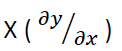 X ( ∂y/∂x )